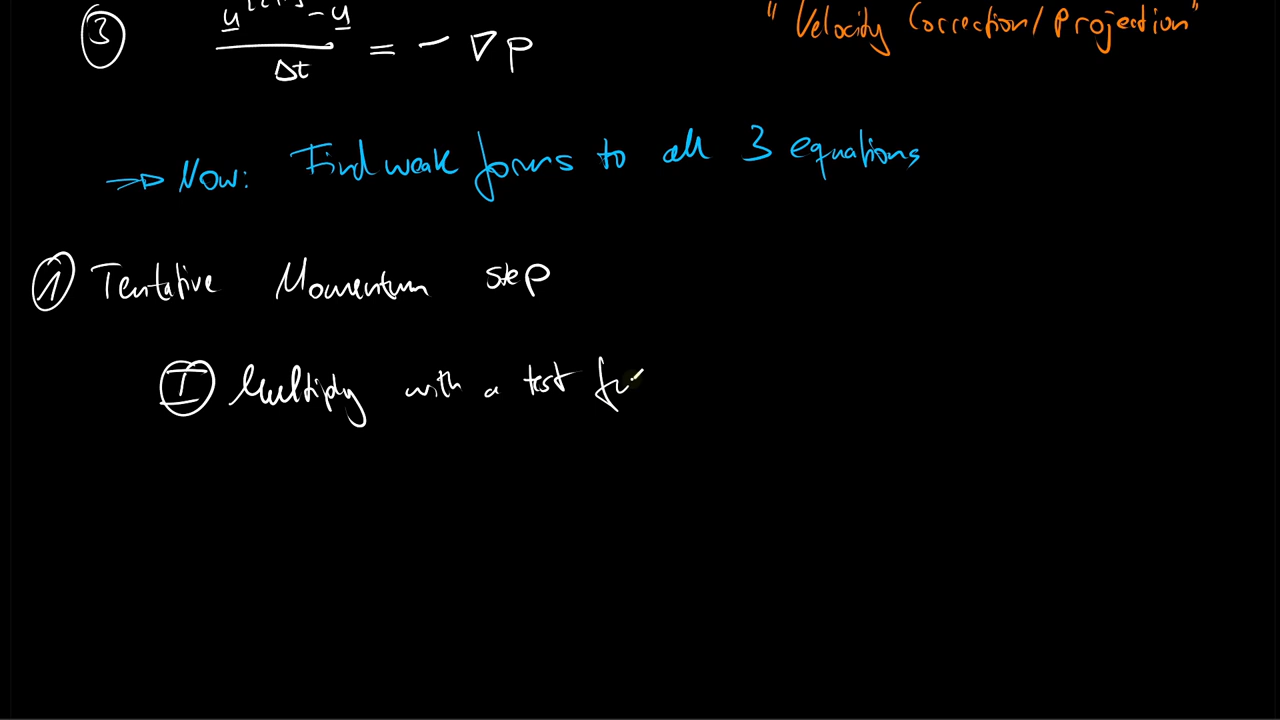 ③ u - u / Δt = - ∇p "Velocity Correction/Projection"
=> Now: Find weak forms to all 3 equations
① Tentative Momentum step
Ⓘ Multiply with a test fu